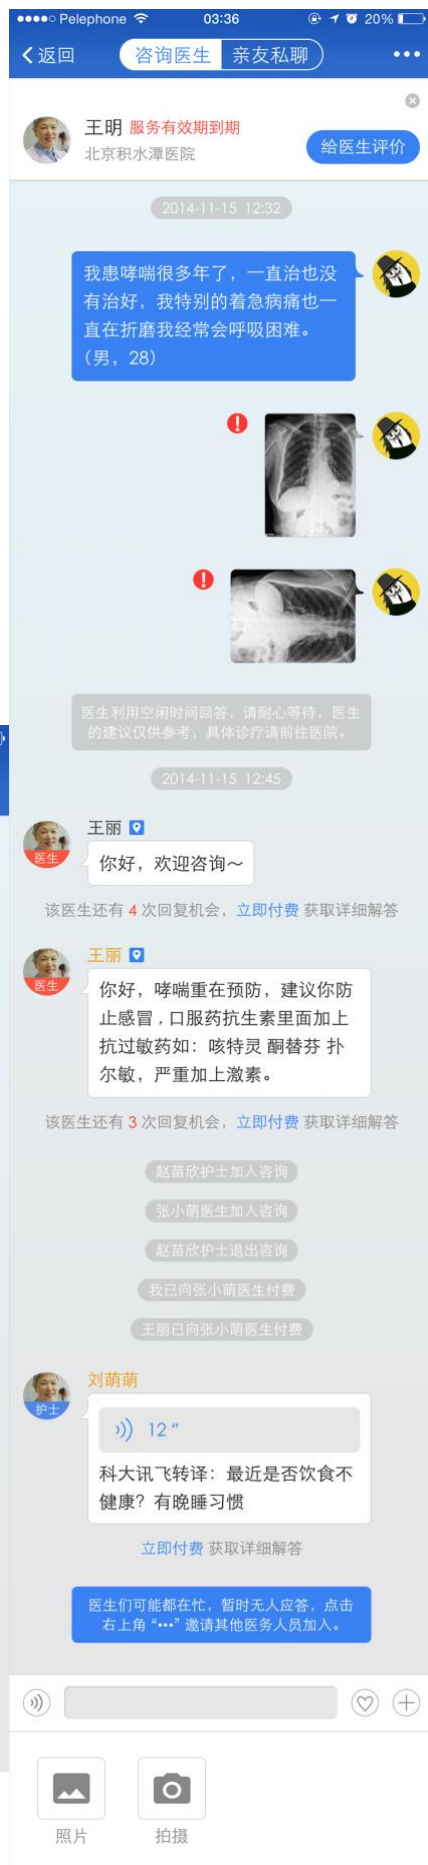 Pelephone 03:36 20%
返回 咨询医生 亲友私聊
王明 服务有效期到期
北京积水潭医院
给医生评价
2014-11-15 12:32
我患哮喘很多年了，一直治也没
有治好，我特别的着急病痛也一
直在折磨我经常会呼吸困难。
（男，28）
医生利用空闲时间回答，请耐心等待，医生
的建议仅供参考，具体诊疗请前往医院。
2014-11-15 12:45
王丽
医生
你好，欢迎咨询～
该医生还有 4 次回复机会，立即付费 获取详细解答
王丽
医生
你好，哮喘重在预防，建议你防
止感冒，口服药抗生素里面加上
抗过敏药如：咳特灵 酮替芬 扑
尔敏，严重加上激素。
该医生还有 3 次回复机会，立即付费 获取详细解答
赵苗欣护士加入咨询
张小萌医生加入咨询
赵苗欣护士退出咨询
我已向张小萌医生付费
王丽已向张小萌医生付费
刘萌萌
护士
12 "
科大讯飞转译：最近是否饮食不
健康？有晚睡习惯
立即付费 获取详细解答
医生们可能都在忙，暂时无人应答，点击
右上角 “•••” 邀请其他医务人员加入。
照片 拍摄